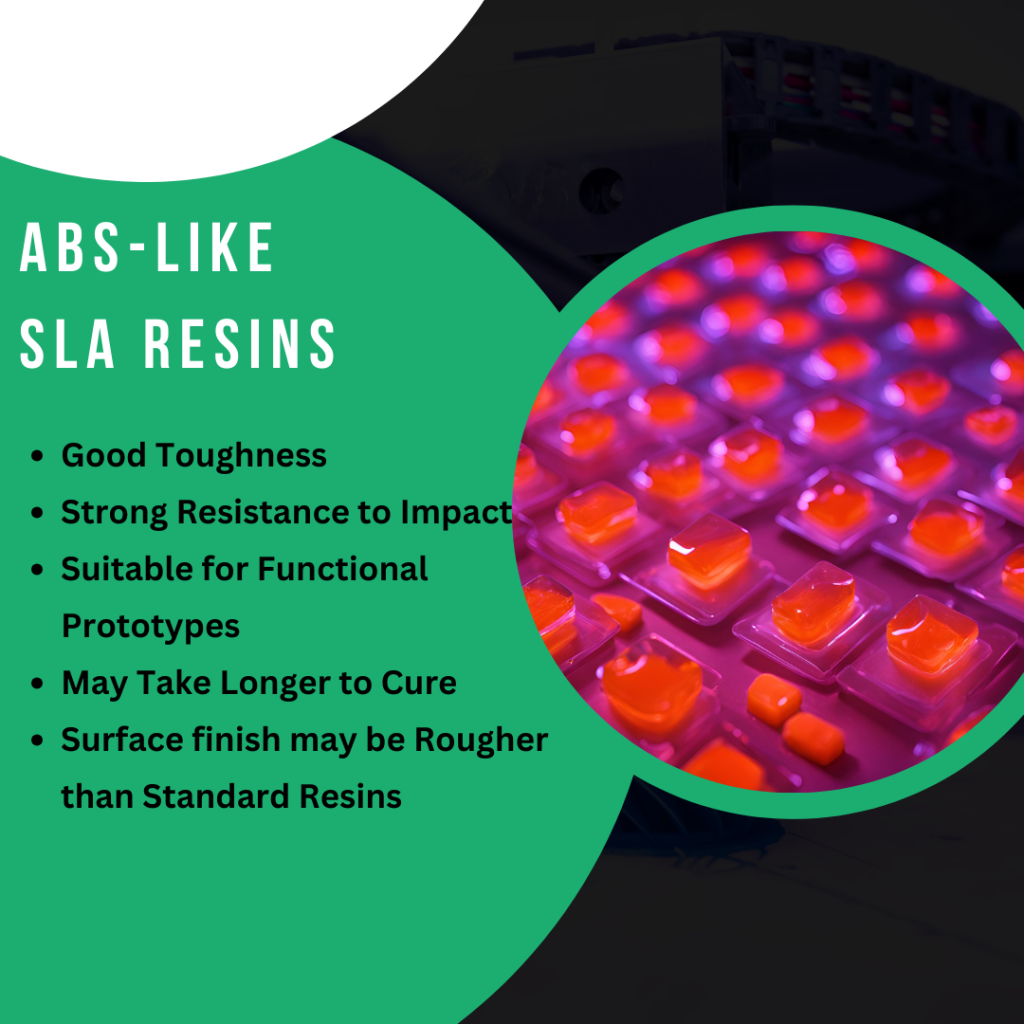 ABS-LIKE
SLA RESINS
• Good Toughness
• Strong Resistance to Impact
• Suitable for Functional
Prototypes
• May Take Longer to Cure
• Surface finish may be Rougher
than Standard Resins